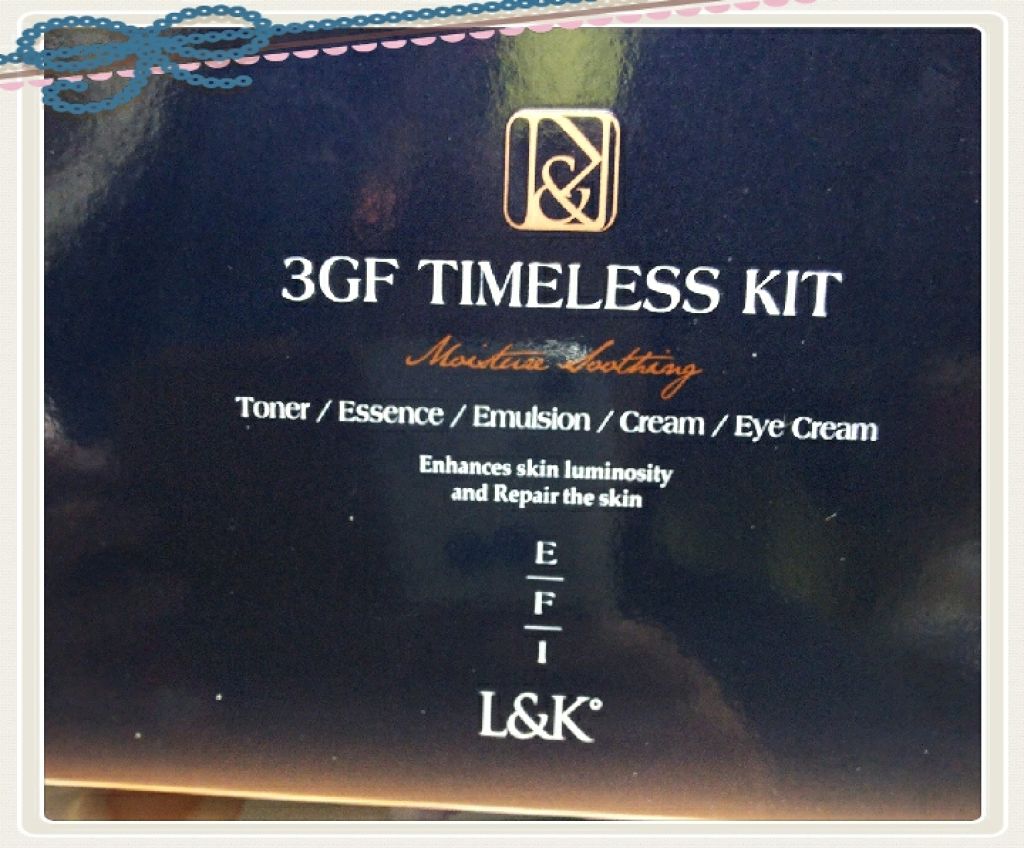 L&K
3GF TIMELESS KIT
Moisture Soothing
Toner / Essence / Emulsion / Cream / Eye Cream
Enhances skin luminosity
and Repair the skin
E
F
I
L&K°